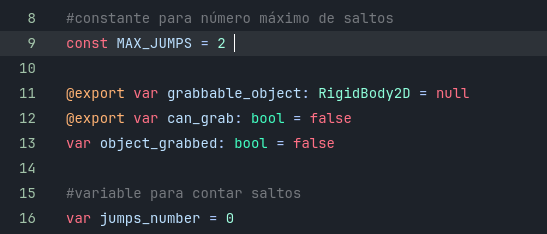 8 #constante para número máximo de saltos
9 const MAX_JUMPS = 2
10
11 @export var grabbable_object: RigidBody2D = null
12 @export var can_grab: bool = false
13 var object_grabbed: bool = false
14
15 #variable para contar saltos
16 var jumps_number = 0